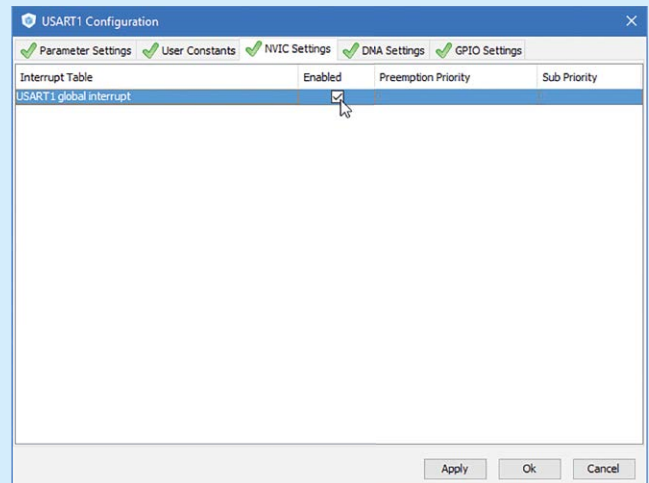 USART1 Configuration
Parameter Settings User Constants NVIC Settings DNA Settings GPIO Settings
Interrupt Table Enabled Preemption Priority Sub Priority
USART1 global interrupt
Apply Ok Cancel